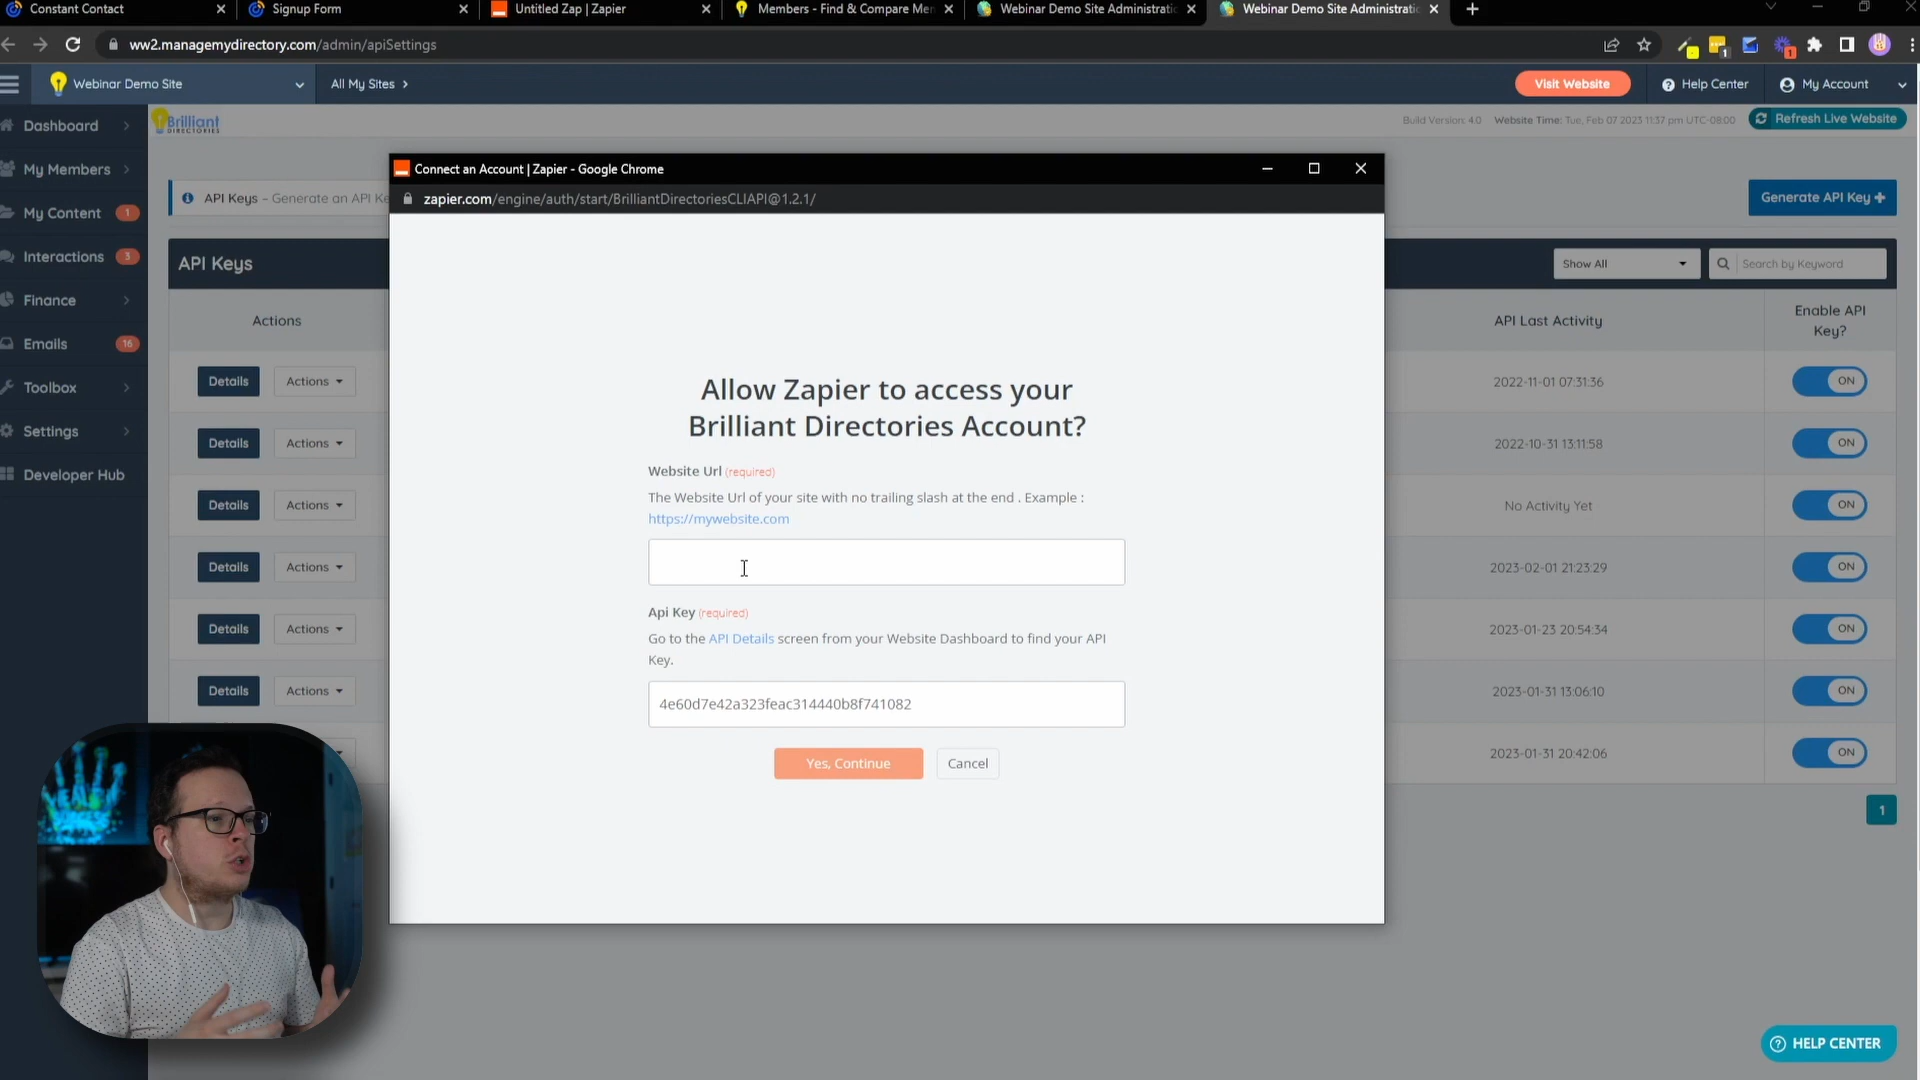 Constant Contact
Signup Form
Untitled Zap | Zapier
Members - Find & Compare Mem
Webinar Demo Site Administratio
Webinar Demo Site Administratio
ww2.managemydirectory.com/admin/apiSettings
Webinar Demo Site
All My Sites
Visit Website
Help Center
My Account
Brilliant
DIRECTORIES
Build Version: 4.0
Website Time: Tue, Feb 07 2023 11:37 pm UTC-08:00
Refresh Live Website
Dashboard
My Members
My Content 1
Interactions 3
Finance
Emails 16
Toolbox
Settings
Developer Hub
API Keys – Generate an API Ke
Generate API Key
API Keys
Show All
Search by Keyword
Actions
API Last Activity
Enable API
Key?
Details Actions 2022-11-01 07:31:36 ON
Details Actions 2022-10-31 13:11:58 ON
Details Actions No Activity Yet ON
Details Actions 2023-02-01 21:23:29 ON
Details Actions 2023-01-23 20:54:34 ON
Details Actions 2023-01-31 13:06:10 ON
2023-01-31 20:42:06 ON
1
Connect an Account | Zapier - Google Chrome
zapier.com/engine/auth/start/BrilliantDirectoriesCLIAPI@1.2.1/
Allow Zapier to access your
Brilliant Directories Account?
Website Url (required)
The Website Url of your site with no trailing slash at the end . Example :
https://mywebsite.com
Api Key (required)
Go to the API Details screen from your Website Dashboard to find your API
Key.
4e60d7e42a323feac314440b8f741082
Yes, Continue
Cancel
HELP CENTER